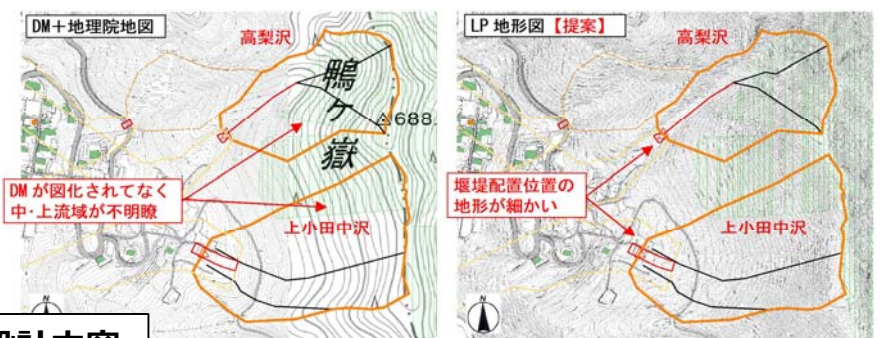 DM+地理院地図
高梨沢
鴨ケ嶽
688.
DMが図化されてなく
中・上流域が不明瞭
上小田中沢
N
LP地形図【提案】
高梨沢
堰堤配置位置の
地形が細かい
上小田中沢
N